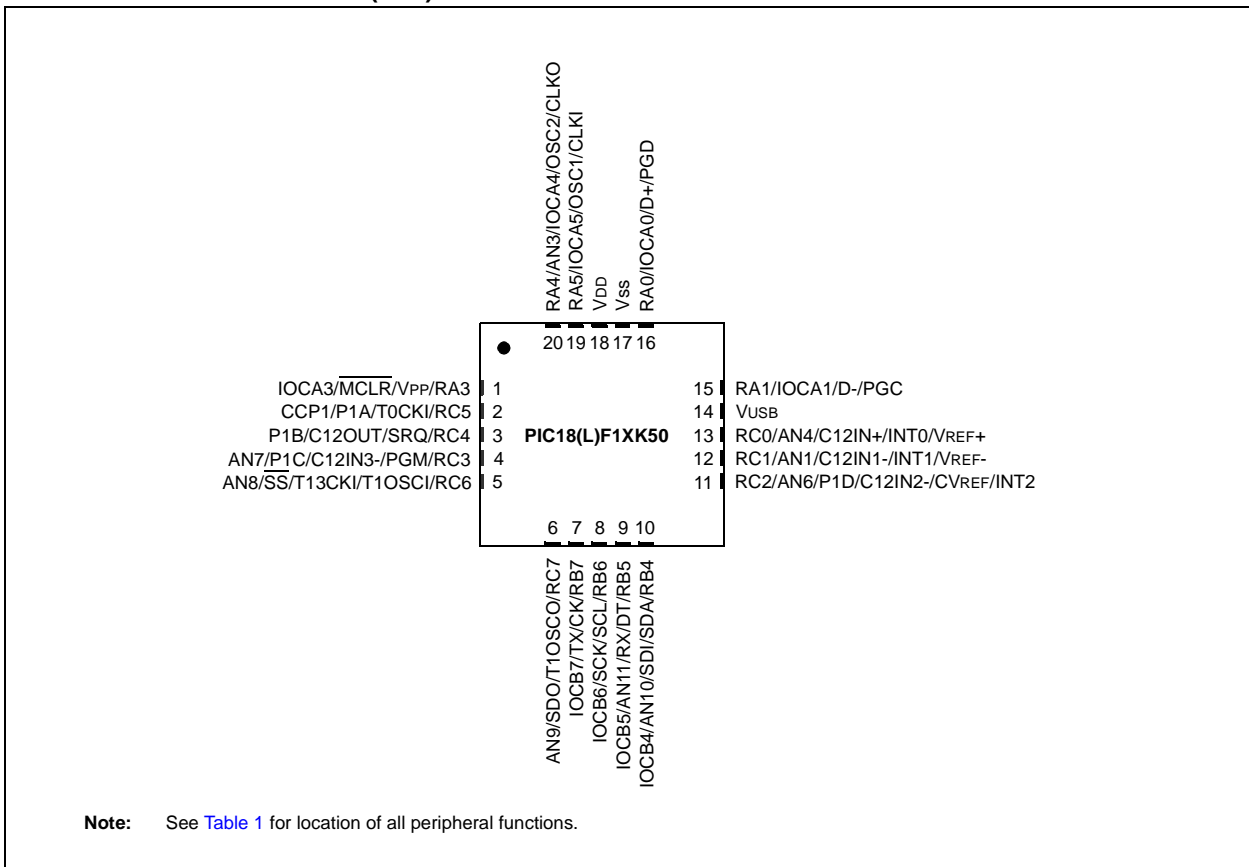 RA4/AN3/IOCA4/OSC2/CLKO
RA5/IOCA5/OSC1/CLKI
VDD
VSS
RA0/IOCA0/D+/PGD
20 19 18 17 16
IOCA3/MCLR/VPP/RA3 1
CCP1/P1A/T0CKI/RC5 2
P1B/C12OUT/SRQ/RC4 3
AN7/P1C/C12IN3-/PGM/RC3 4
AN8/SS/T13CKI/T1OSCI/RC6 5
PIC18(L)F1XK50
15 RA1/IOCA1/D-/PGC
14 VUSB
13 RC0/AN4/C12IN+/INT0/VREF+
12 RC1/AN1/C12IN1-/INT1/VREF-
11 RC2/AN6/P1D/C12IN2-/CVREF/INT2
6 7 8 9 10
AN9/SDO/T1OSCO/RC7
IOCB7/TX/CK/RB7
IOCB6/SCK/SCL/RB6
IOCB5/AN11/RX/DT/RB5
IOCB4/AN10/SDI/SDA/RB4
Note: See Table 1 for location of all peripheral functions.